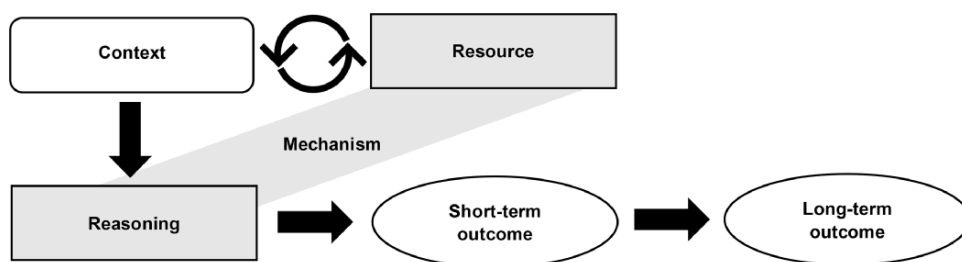 Context
Resource
Mechanism
Reasoning
Short-term
outcome
Long-term
outcome